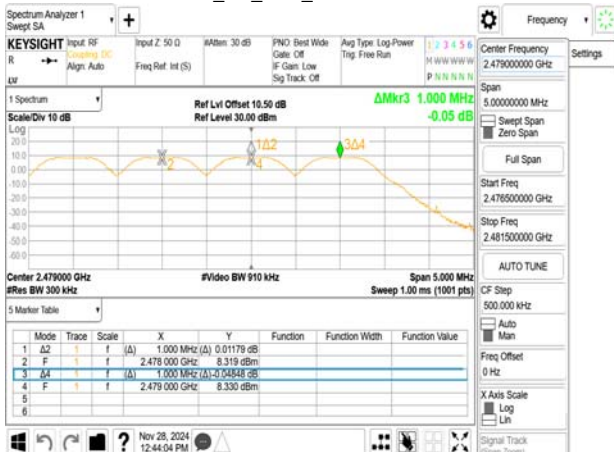 Spectrum Analyzer 1
Swept SA
Frequency
KEYSIGHT
R
Input: RF
Coupling: DC
Align: Auto
Input Z: 50 Ω
Freq Ref: Int (S)
#Atten: 30 dB
PNO: Best Wide
Gate: Off
IF Gain: Low
Sig Track: Off
Avg Type: Log-Power
Trig: Free Run
1 2 3 4 5 6
M W W W W W
P N N N N N
Center Frequency
2.479000000 GHz
Settings
Span
5.00000000 MHz
Swept Span
Zero Span
Full Span
Start Freq
2.476500000 GHz
Stop Freq
2.481500000 GHz
AUTO TUNE
CF Step
500.000 kHz
Auto
Man
Freq Offset
0 Hz
X Axis Scale
Log
Lin
Signal Track
(Span Zoom)
1 Spectrum
Scale/Div 10 dB
Ref Lvl Offset 10.50 dB
Ref Level 30.00 dBm
ΔMkr3 1.000 MHz
-0.05 dB
Log
20.0
10.0
0.00
-10.0
-20.0
-30.0
-40.0
-50.0
-60.0
2
1Δ2
4
3Δ4
Center 2.479000 GHz
#Res BW 300 kHz
#Video BW 910 kHz
Span 5.000 MHz
Sweep 1.00 ms (1001 pts)
5 Marker Table
Mode Trace Scale X Y Function Function Width Function Value
1 Δ2 1 f (Δ) 1.000 MHz (Δ) 0.01179 dB
2 F 1 f 2.478 000 GHz 8.319 dBm
3 Δ4 1 f (Δ) 1.000 MHz (Δ) -0.04848 dB
4 F 1 f 2.479 000 GHz 8.330 dBm
5
6
?
Nov 28, 2024
12:44:04 PM